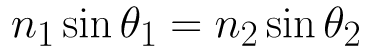 n₁ sin θ₁ = n₂ sin θ₂